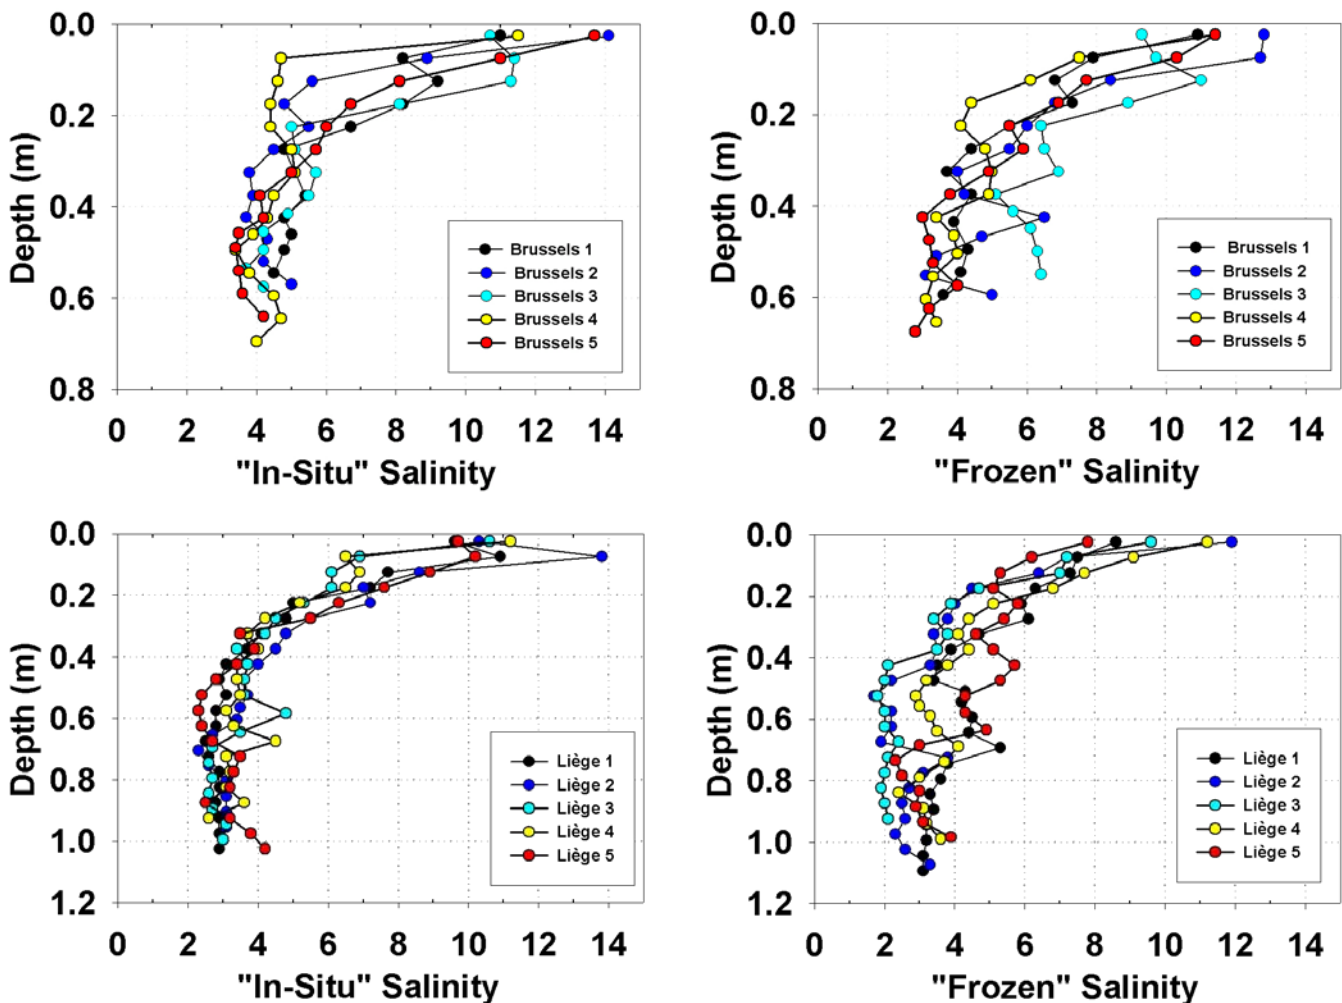 0.0
0.2
0.4
0.6
0.8
Depth (m)
Brussels 1
Brussels 2
Brussels 3
Brussels 4
Brussels 5
0 2 4 6 8 10 12 14
"In-Situ" Salinity
0.0
0.2
0.4
0.6
0.8
Depth (m)
Brussels 1
Brussels 2
Brussels 3
Brussels 4
Brussels 5
0 2 4 6 8 10 12 14
"Frozen" Salinity
0.0
0.2
0.4
0.6
0.8
1.0
1.2
Depth (m)
Liège 1
Liège 2
Liège 3
Liège 4
Liège 5
0 2 4 6 8 10 12 14
"In-Situ" Salinity
0.0
0.2
0.4
0.6
0.8
1.0
1.2
Depth (m)
Liège 1
Liège 2
Liège 3
Liège 4
Liège 5
0 2 4 6 8 10 12 14
"Frozen" Salinity